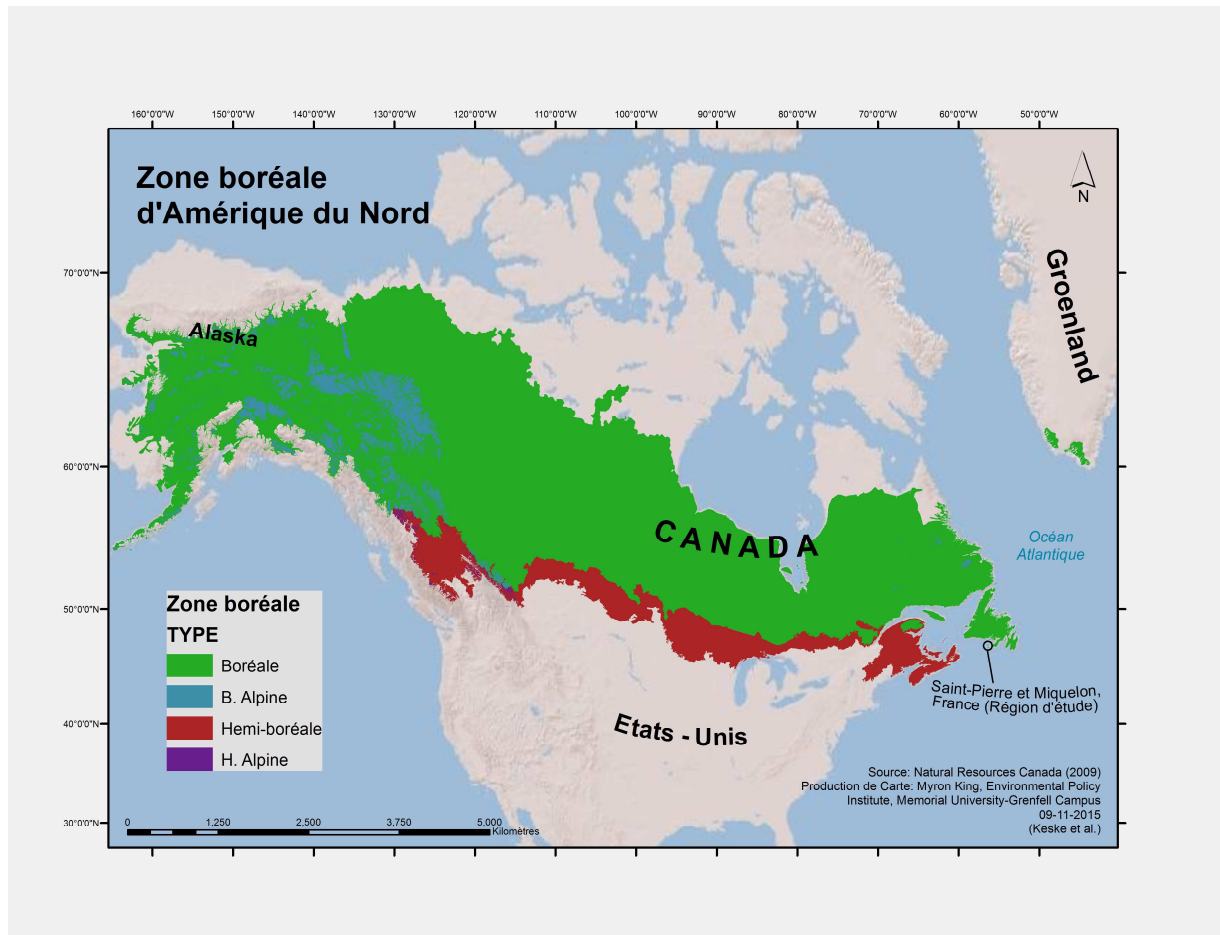 160°0'0"W 150°0'0"W 140°0'0"W 130°0'0"W 120°0'0"W 110°0'0"W 100°0'0"W 90°0'0"W 80°0'0"W 70°0'0"W 60°0'0"W 50°0'0"W
Zone boréale
d'Amérique du Nord
N
70°0'0"N
Groenland
Alaska
60°0'0"N
CANADA
Océan
Atlantique
50°0'0"N
Zone boréale
TYPE
Boréale
B. Alpine
Hemi-boréale
H. Alpine
Saint-Pierre et Miquelon,
France (Région d'étude)
40°0'0"N
Etats - Unis
Source: Natural Resources Canada (2009)
Production de Carte: Myron King, Environmental Policy
Institute, Memorial University-Grenfell Campus
09-11-2015
(Keske et al.)
30°0'0"N
0 1,250 2,500 3,750 5,000
Kilomètres